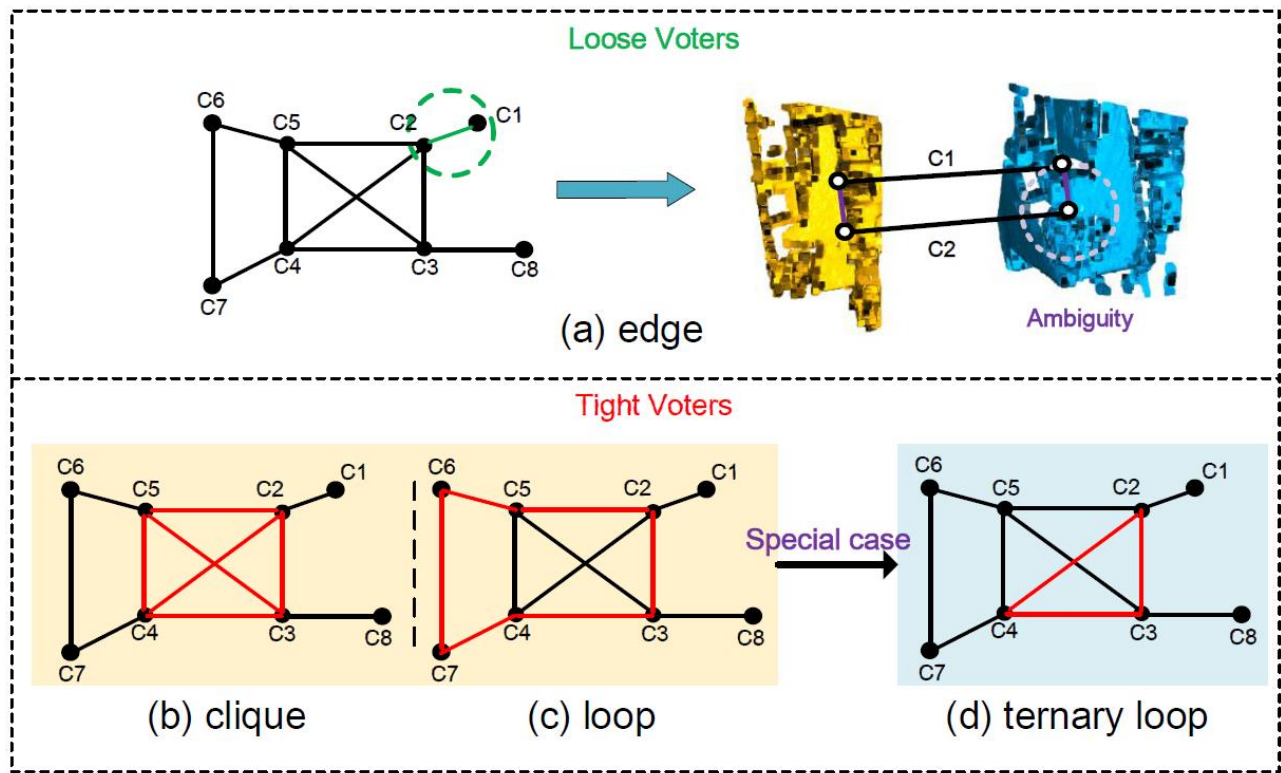 Loose Voters
C6
C5
C2
C1
C4
C3
C8
C7
C1
C2
Ambiguity
(a) edge
Tight Voters
C6
C5
C2
C1
C4
C3
C8
C7
C6
C5
C2
C1
C4
C3
C8
C7
Special case
C6
C5
C2
C1
C4
C3
C8
C7
(b) clique
(c) loop
(d) ternary loop